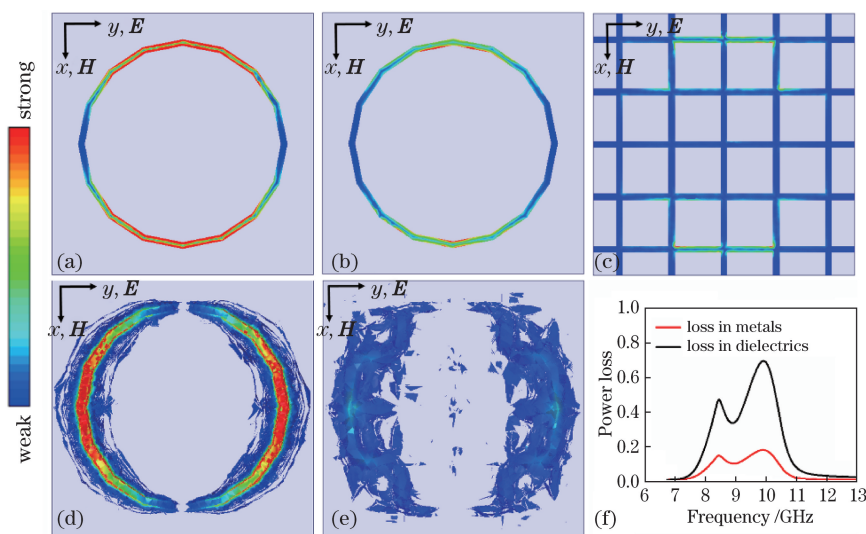 strong
weak
y, E
x, H
(a)
y, E
x, H
(b)
y, E
x, H
(c)
y, E
x, H
(d)
y, E
x, H
(e)
1.0
0.8
0.6
0.4
0.2
0
Power loss
loss in metals
loss in dielectrics
6 7 8 9 10 11 12 13
Frequency /GHz
(f)